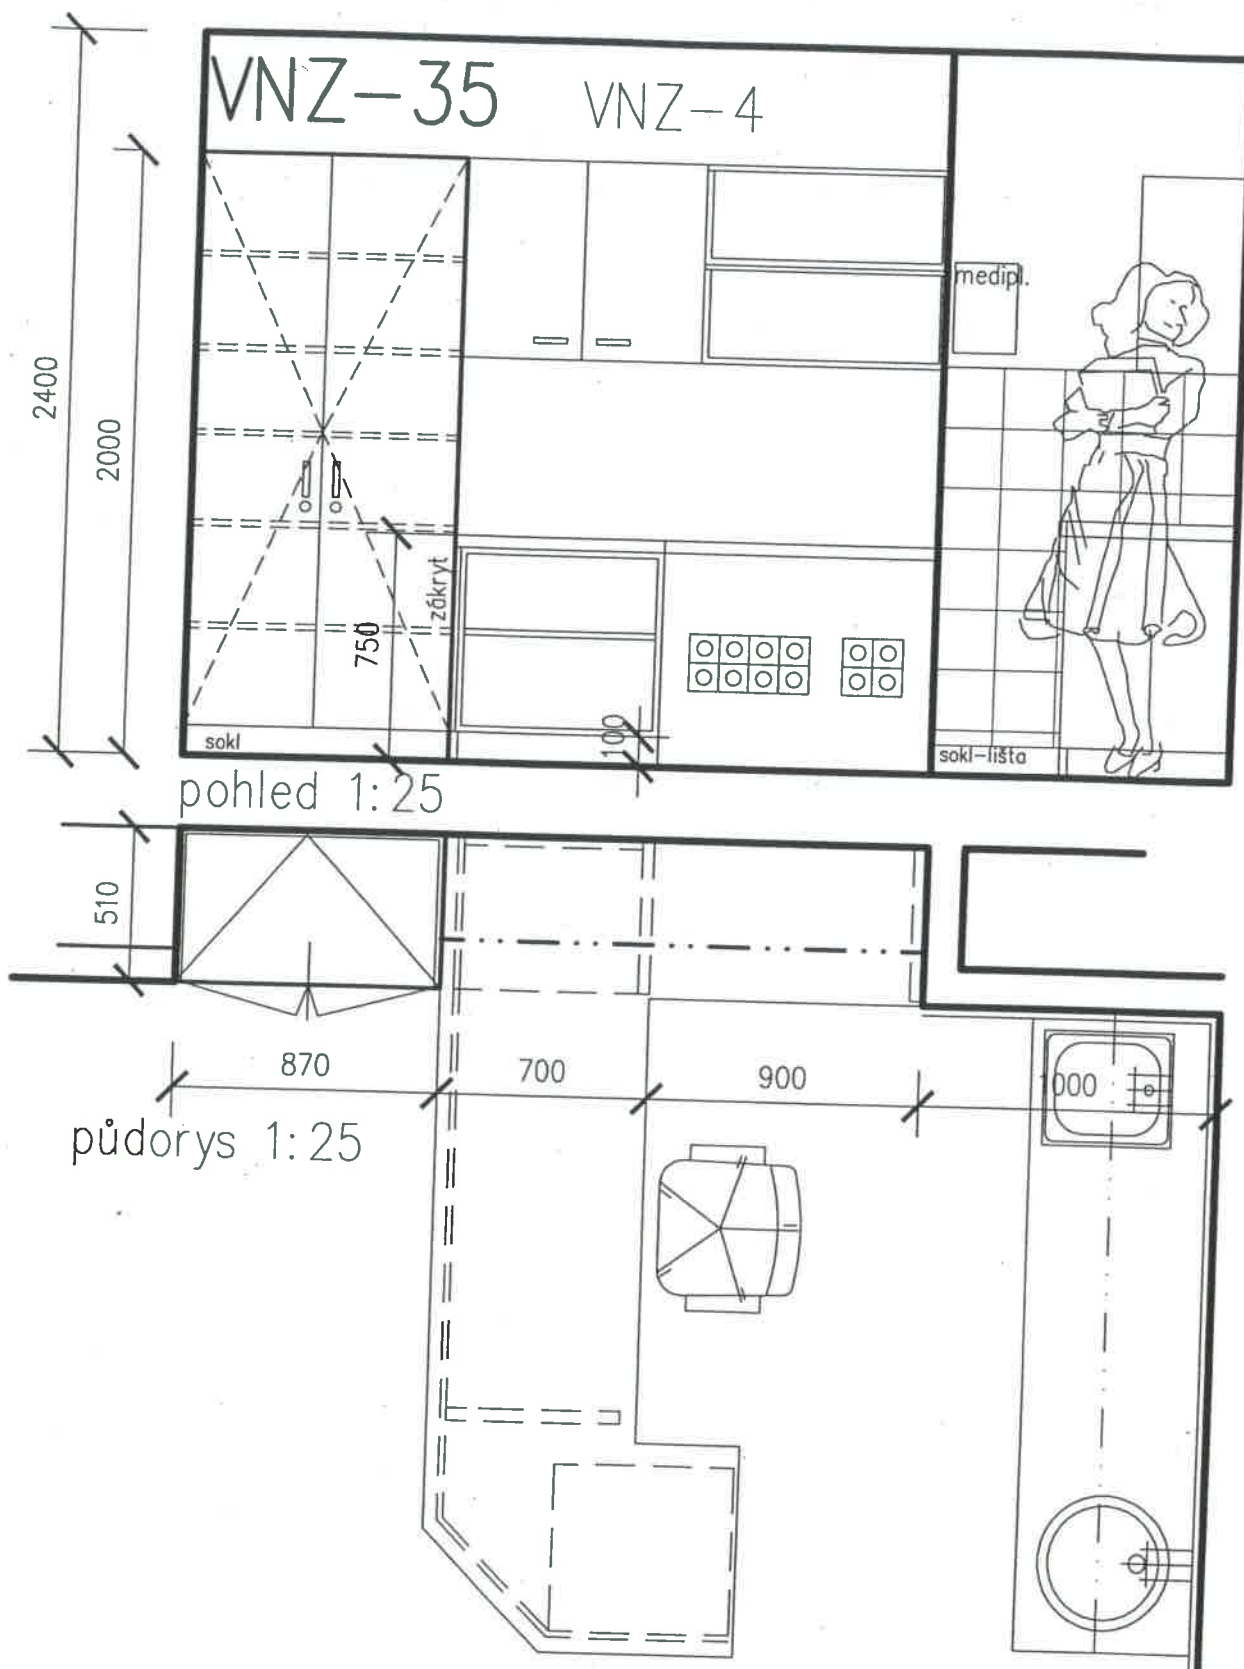 VNZ-35 VNZ-4
medipl.
2400
2000
zákryt
750
100
sokl
sokl-lišta
pohled 1:25
510
870 700 900 1000
půdorys 1:25